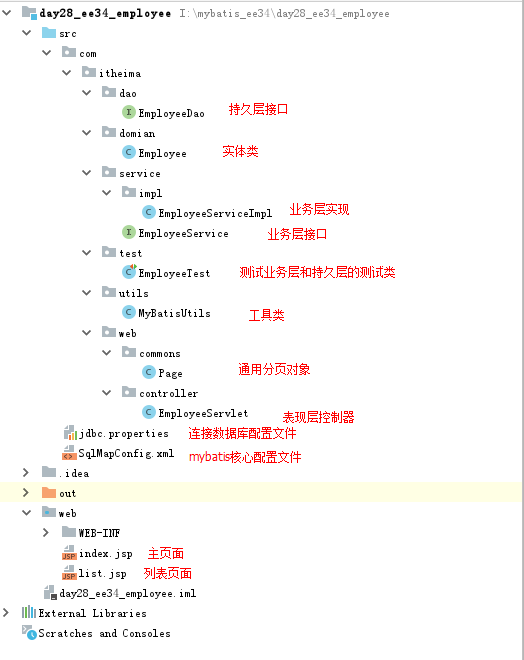 day28_ee34_employee I:\mybatis_ee34\day28_ee34_employee
src
com
itheima
dao
EmployeeDao 持久层接口
domian
Employee 实体类
service
impl
EmployeeServiceImpl 业务层实现
EmployeeService 业务层接口
test
EmployeeTest 测试业务层和持久层的测试类
utils
MyBatisUtils 工具类
web
commons
Page 通用分页对象
controller
EmployeeServlet 表现层控制器
jdbc.properties 连接数据库配置文件
SqlMapConfig.xml mybatis核心配置文件
.idea
out
web
WEB-INF
index.jsp 主页面
list.jsp 列表页面
day28_ee34_employee.iml
External Libraries
Scratches and Consoles